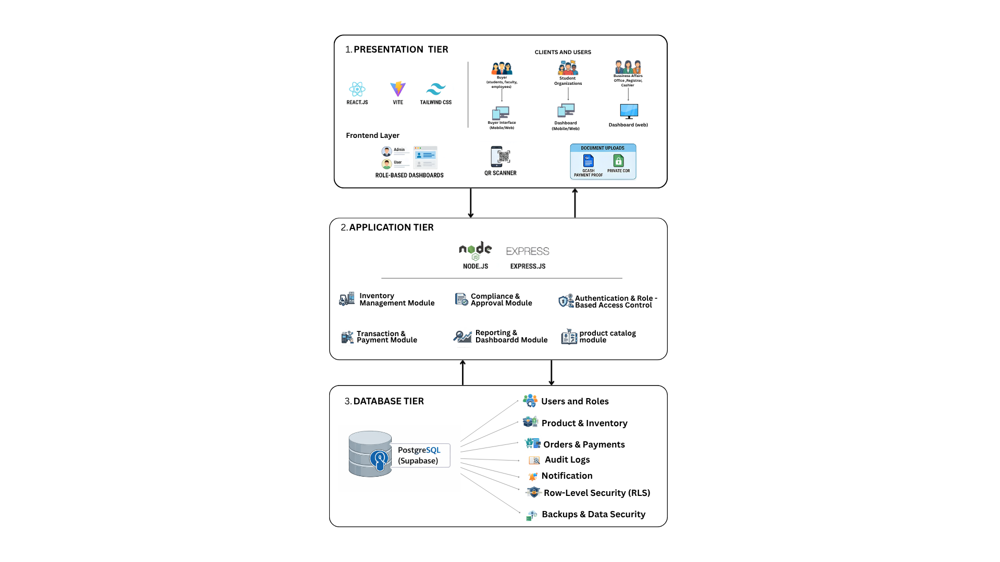 1. PRESENTATION TIER
CLIENTS AND USERS
Buyer
(students, faculty,
employees)
Student
Organizations
Bussiness Affairs
Office ,Registrar,
Cashier
REACT.JS
VITE
TAILWIND CSS
Buyer Interface
(Mobile/Web)
Dashboard
(Mobile/Web)
Dashboard (web)
Frontend Layer
Admin
User
ROLE-BASED DASHBOARDS
QR SCANNER
DOCUMENT UPLOADS
GCASH
PAYMENT PROOF
PRIVATE COR
2. APPLICATION TIER
node
JS
NODE.JS
EXPRESS
EXPRESS.JS
Inventory
Management Module
Compliance &
Approval Module
Authentication & Role -
Based Access Control
Transaction &
Payment Module
Reporting &
Dashboardd Module
product catalog
module
3. DATABASE TIER
PostgreSQL
(Supabase)
Users and Roles
Product & Inventory
Orders & Payments
Audit Logs
Notification
Row-Level Security (RLS)
Backups & Data Security